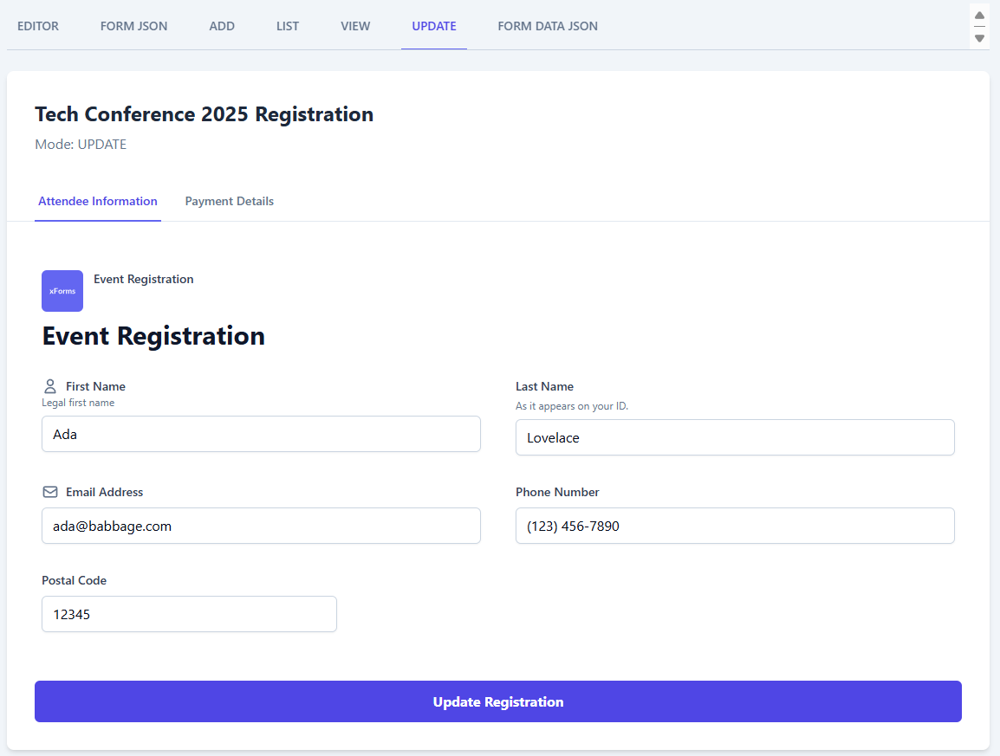 EDITOR FORM JSON ADD LIST VIEW UPDATE FORM DATA JSON
Tech Conference 2025 Registration
Mode: UPDATE
Attendee Information Payment Details
xForms
Event Registration
Event Registration
First Name
Legal first name
Ada
Last Name
As it appears on your ID.
Lovelace
Email Address
ada@babbage.com
Phone Number
(123) 456-7890
Postal Code
12345
Update Registration